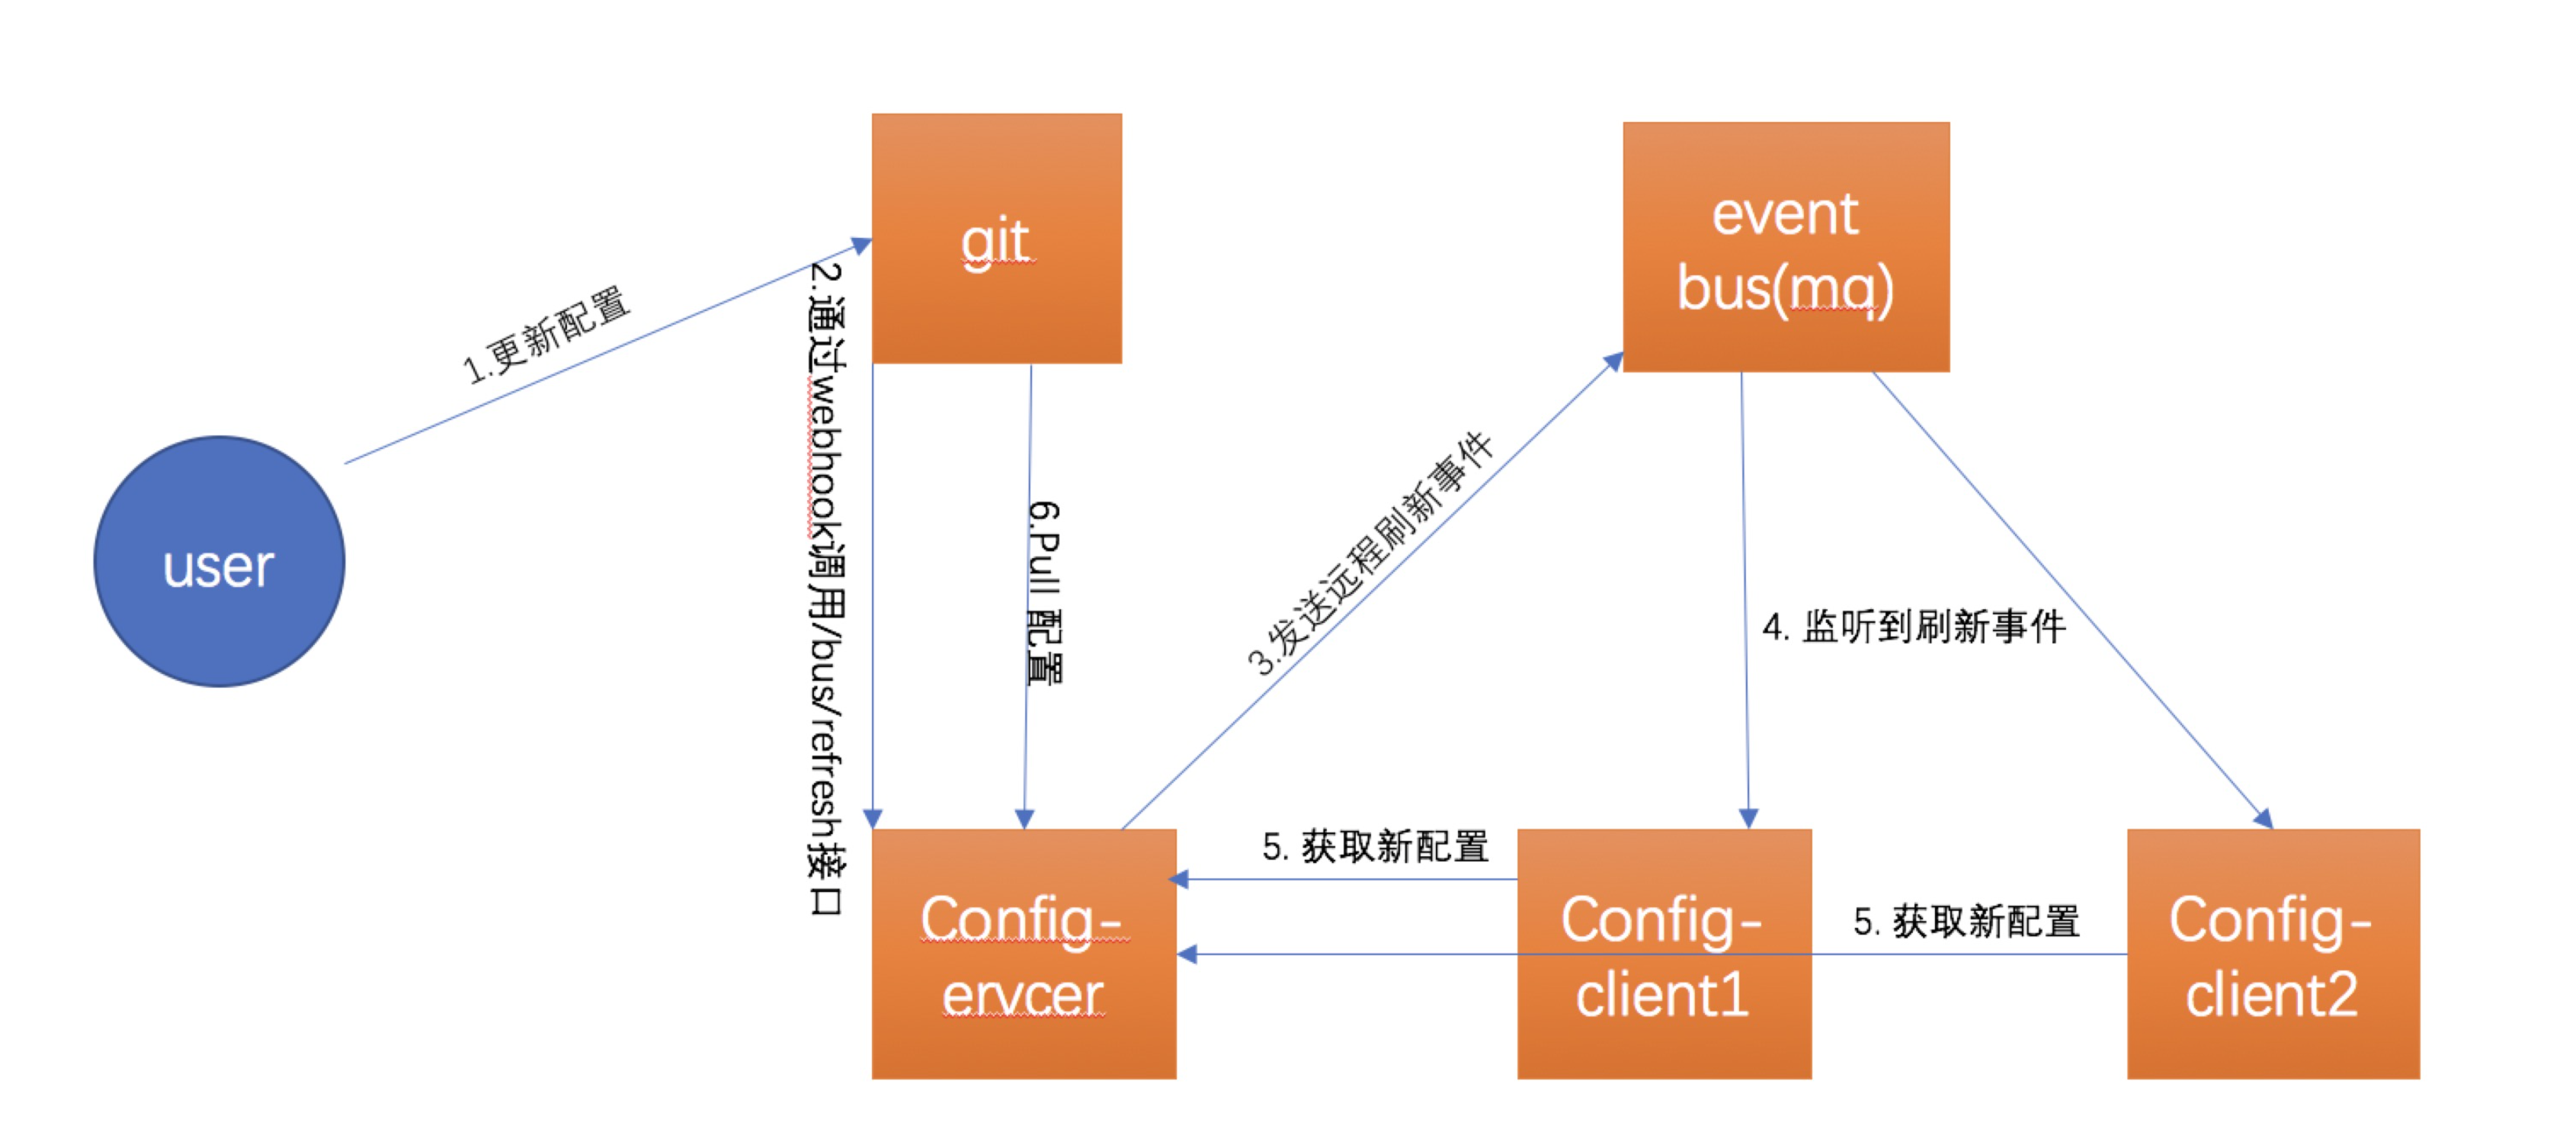 git
event
bus(mq)
1.更新配置
2.通过webhook调用/bus/refresh接口
user
6.Pull 配置
3.发送远程刷新事件
4. 监听到刷新事件
5. 获取新配置
5. 获取新配置
Config-
ervcer
Config-
client1
Config-
client2